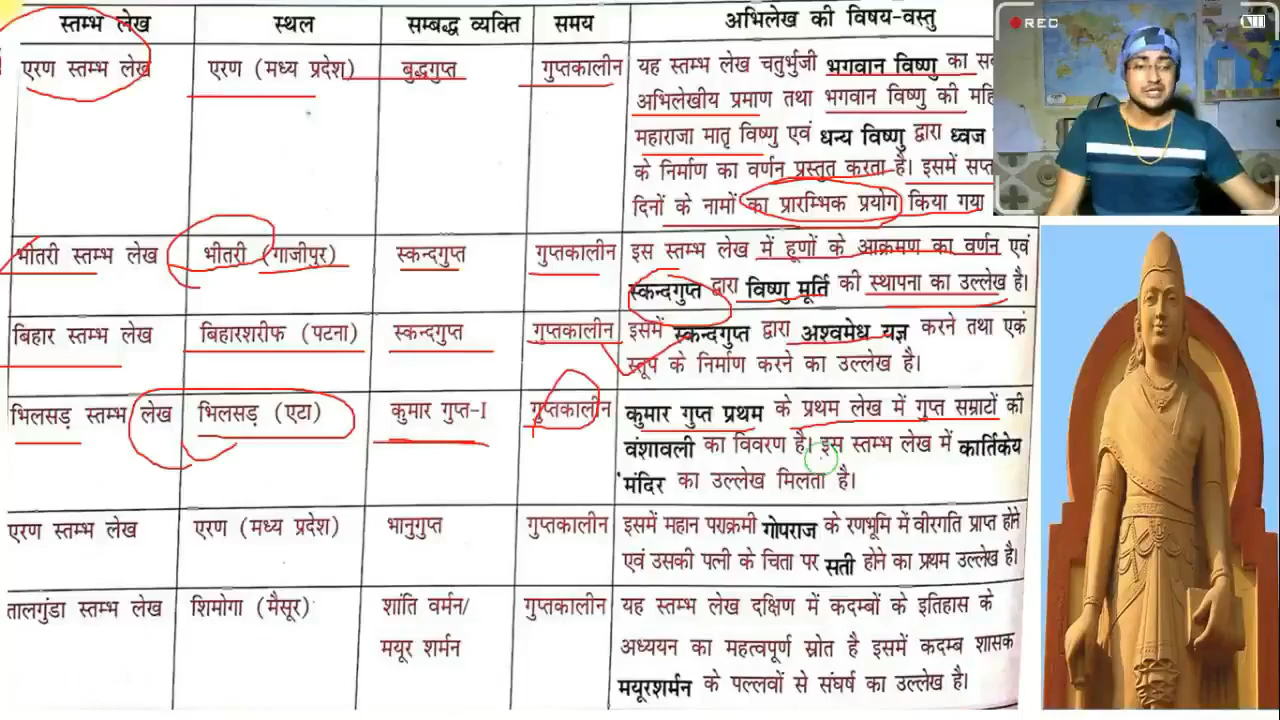 स्तम्भ लेख स्थल सम्बद्ध व्यक्ति समय अभिलेख की विषय-वस्तु
REC
एरण स्तम्भ लेख एरण (मध्य प्रदेश) बुद्धगुप्त गुप्तकालीन यह स्तम्भ लेख चतुर्भुजी भगवान विष्णु का
अभिलेखीय प्रमाण तथा भगवान विष्णु की
महाराजा मातृ विष्णु एवं धन्य विष्णु द्वारा ध्वज
के निर्माण का वर्णन प्रस्तुत करता है। इसमें
दिनों के नामों का प्रारम्भिक प्रयोग किया गया
भीतरी स्तम्भ लेख भीतरी (गाजीपुर) स्कन्दगुप्त गुप्तकालीन इस स्तम्भ लेख में हूणों के आक्रमण का वर्णन एवं
स्कन्दगुप्त द्वारा विष्णु मूर्ति की स्थापना का उल्लेख है।
बिहार स्तम्भ लेख बिहारशरीफ (पटना) स्कन्दगुप्त गुप्तकालीन इसमें स्कन्दगुप्त द्वारा अश्वमेध यज्ञ करने तथा एक
स्तूप के निर्माण करने का उल्लेख है।
भिलसड़ स्तम्भ लेख भिलसड़ (एटा) कुमार गुप्त-I गुप्तकालीन कुमार गुप्त प्रथम के प्रथम लेख में गुप्त सम्राटों की
वंशावली का विवरण है। इस स्तम्भ लेख में कार्तिकेय
मंदिर का उल्लेख मिलता है।
एरण स्तम्भ लेख एरण (मध्य प्रदेश) भानुगुप्त गुप्तकालीन इसमें महान पराक्रमी गोपराज के रणभूमि में वीरगति प्राप्त होने
एवं उसकी पत्नी के चिता पर सती होने का प्रथम उल्लेख है।
तालगुंडा स्तम्भ लेख शिमोगा (मैसूर) शांति वर्मन/ गुप्तकालीन यह स्तम्भ लेख दक्षिण में कदम्बों के इतिहास के
मयूर शर्मन अध्ययन का महत्वपूर्ण स्रोत है इसमें कदम्ब शासक
मयूरशर्मन के पल्लवों से संघर्ष का उल्लेख है।